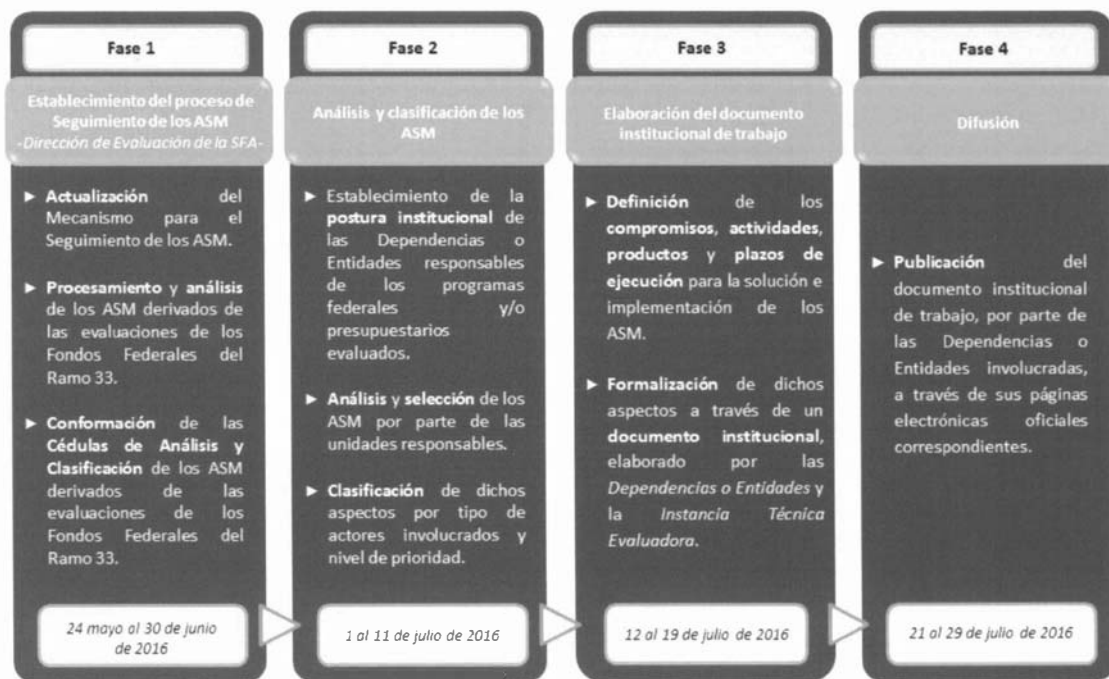 Fase 1
Establecimiento del proceso de
Seguimiento de los ASM
-Dirección de Evaluación de la SFA-
► Actualización del
Mecanismo para el
Seguimiento de los ASM.
► Procesamiento y análisis
de los ASM derivados de
las evaluaciones de los
Fondos Federales del
Ramo 33.
► Conformación de las
Cédulas de Análisis y
Clasificación de los ASM
derivados de las
evaluaciones de los
Fondos Federales del
Ramo 33.
24 mayo al 30 de junio
de 2016
Fase 2
Análisis y clasificación de los
ASM
► Establecimiento de la
postura institucional de
las Dependencias o
Entidades responsables
de los programas
federales y/o
presupuestarios
evaluados.
► Análisis y selección de los
ASM por parte de las
unidades responsables.
► Clasificación de dichos
aspectos por tipo de
actores involucrados y
nivel de prioridad.
1 al 11 de julio de 2016
Fase 3
Elaboración del documento
institucional de trabajo
► Definición de los
compromisos, actividades,
productos y plazos de
ejecución para la solución e
implementación de los
ASM.
► Formalización de dichos
aspectos a través de un
documento institucional,
elaborado por las
Dependencias o Entidades y
la Instancia Técnica
Evaluadora.
12 al 19 de julio de 2016
Fase 4
Difusión
► Publicación del
documento institucional
de trabajo, por parte de
las Dependencias o
Entidades involucradas,
a través de sus páginas
electrónicas oficiales
correspondientes.
21 al 29 de julio de 2016